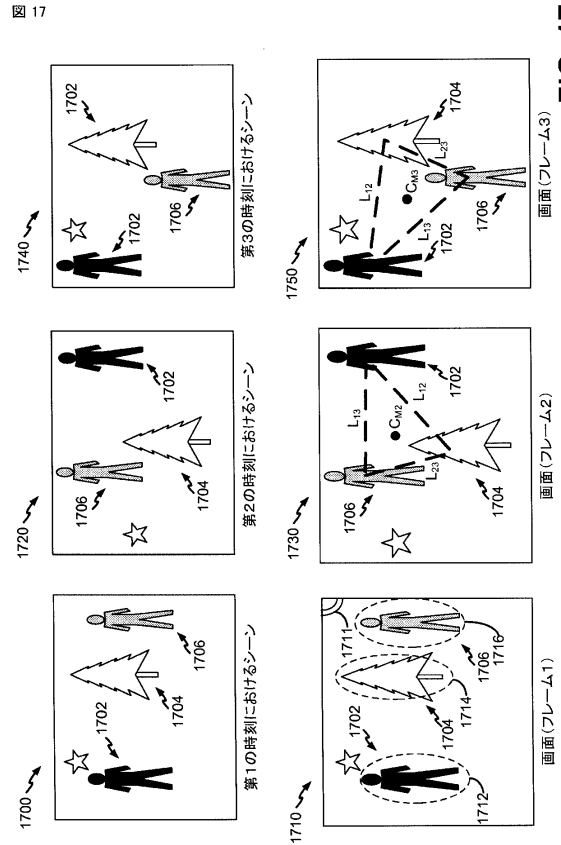 図 17
1700
1702
1704
1706
第1の時刻におけるシーン
1720
1706
1704
1702
第2の時刻におけるシーン
1740
1702
1702
1706
第3の時刻におけるシーン
1710
1702
1711
1712
1704
1714
1706
1716
画面(フレーム1)
1730
1706
L13
CM2
L12
L23
1704
1702
画面(フレーム2)
1750
1704
L12
CM3
L23
L13
1702
1706
画面(フレーム3)